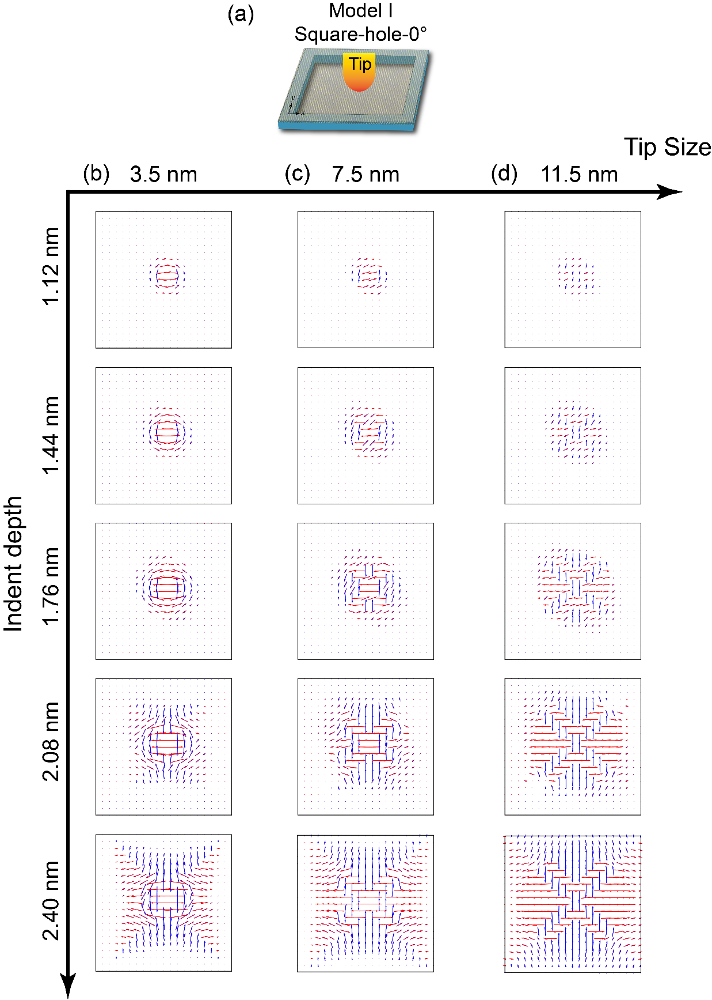 (a) Model I
Square-hole-0°
Tip
y
x
Tip Size
(b) 3.5 nm (c) 7.5 nm (d) 11.5 nm
Indent depth
1.12 nm
1.44 nm
1.76 nm
2.08 nm
2.40 nm